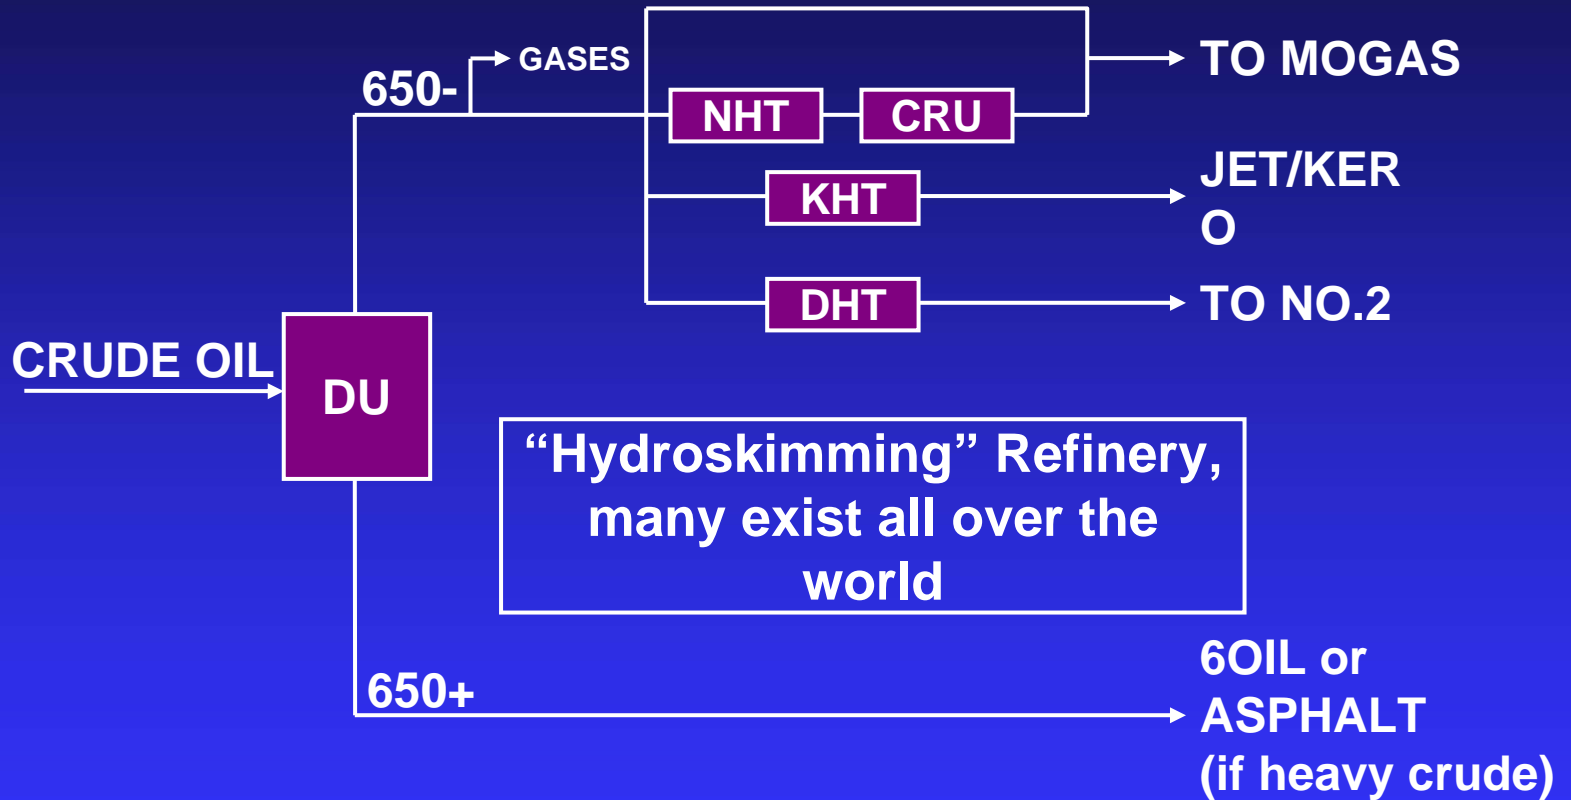 GASES
TO MOGAS
650-
NHT
CRU
JET/KER
O
KHT
DHT
TO NO.2
CRUDE OIL
DU
“Hydroskimming” Refinery,
many exist all over the
world
650+
6OIL or
ASPHALT
(if heavy crude)